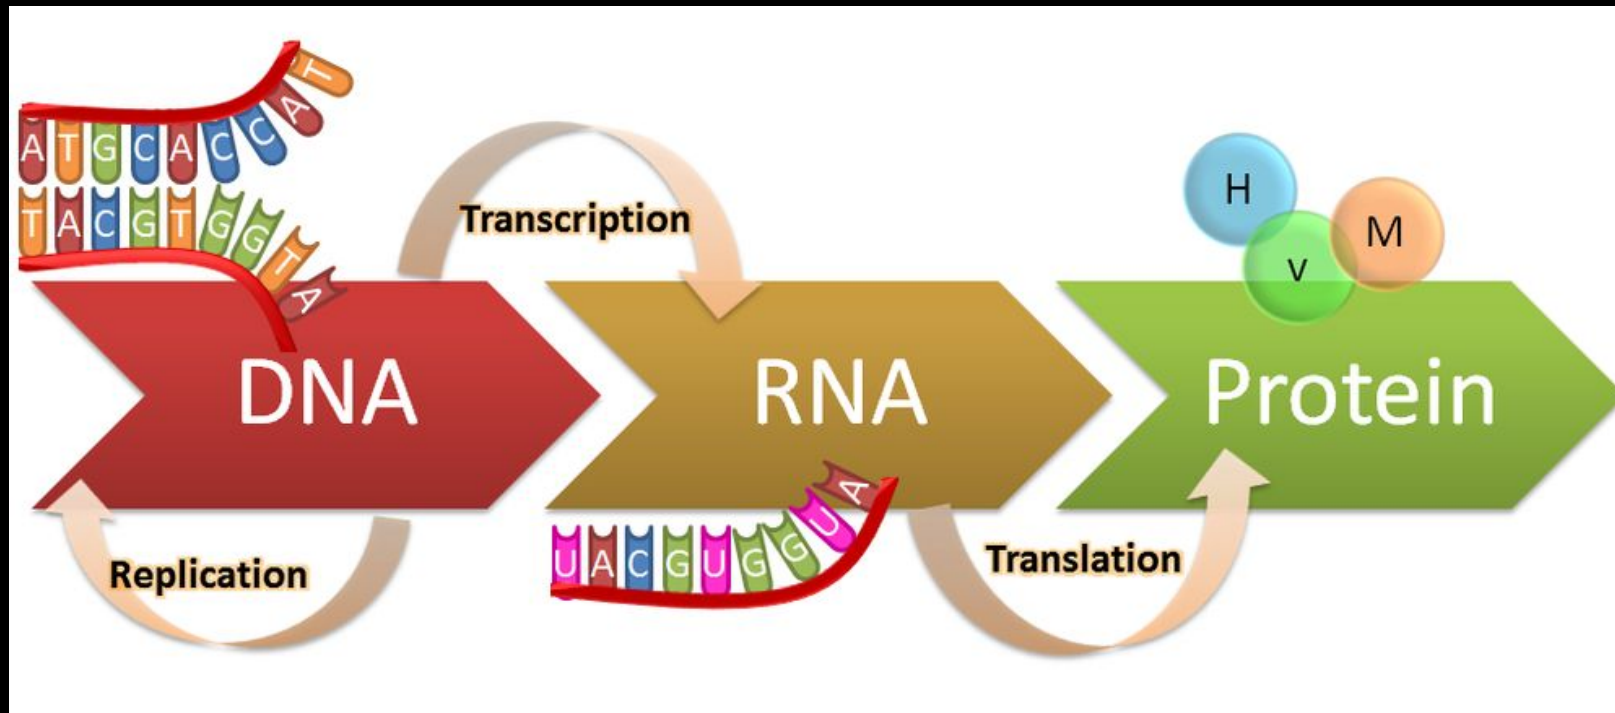 ATGCACCAT
TACGTGGTA
Transcription
H
v
M
DNA
RNA
Protein
Replication
UACGUGGUA
Translation